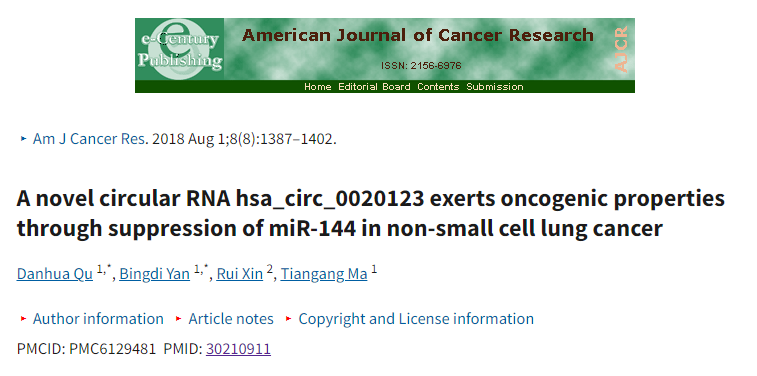 e-Century
Publishing
American Journal of Cancer Research
AJCR
ISSN: 2156-6976
Home Editorial Board Contents Submission
Am J Cancer Res. 2018 Aug 1;8(8):1387–1402.
A novel circular RNA hsa_circ_0020123 exerts oncogenic properties
through suppression of miR-144 in non-small cell lung cancer
Danhua Qu 1,*, Bingdi Yan 1,*, Rui Xin 2, Tiangang Ma 1
Author information Article notes Copyright and License information
PMCID: PMC6129481 PMID: 30210911